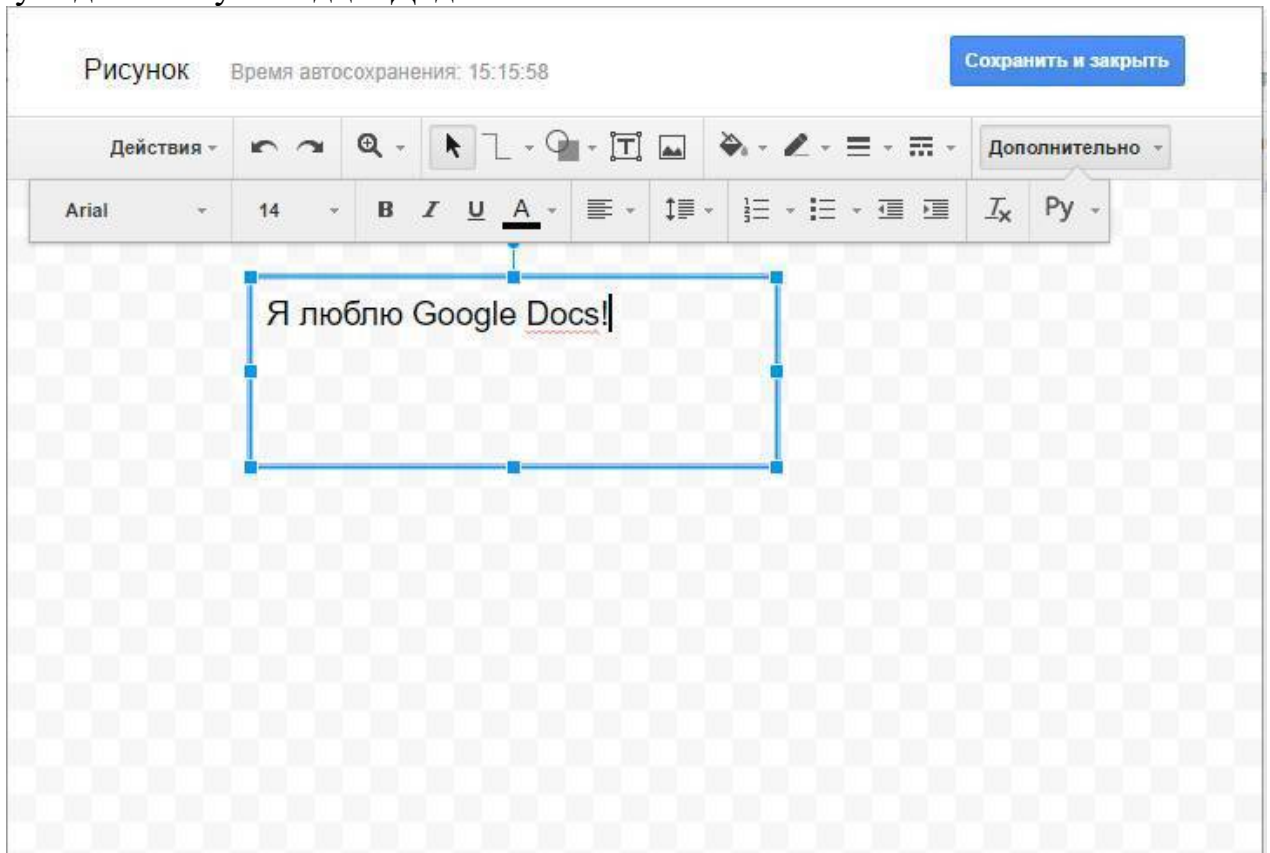 Рисунок Время автосохранения: 15:15:58 Сохранить и закрыть
Действия Дополнительно
Arial 14 B I U A Ру
Я люблю Google Docs!